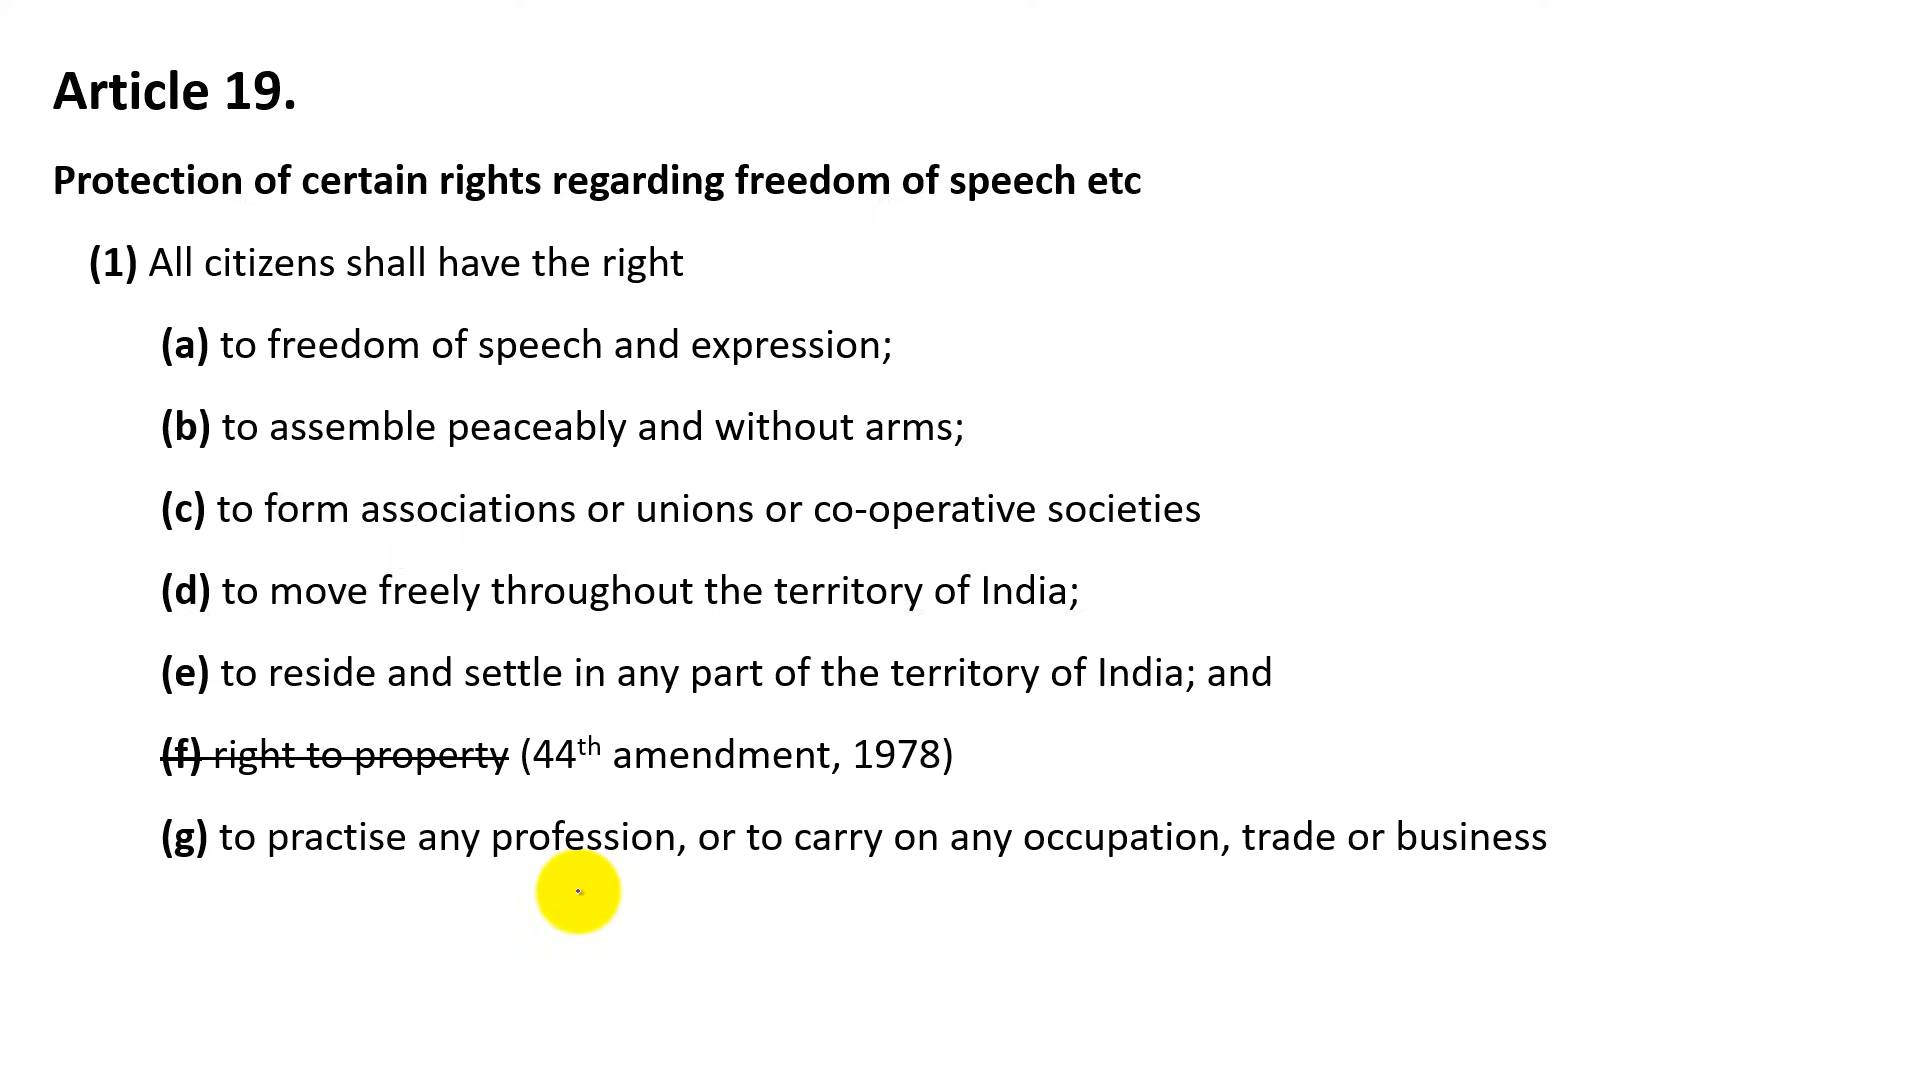 Article 19.
Protection of certain rights regarding freedom of speech etc
(1) All citizens shall have the right
(a) to freedom of speech and expression;
(b) to assemble peaceably and without arms;
(c) to form associations or unions or co-operative societies
(d) to move freely throughout the territory of India;
(e) to reside and settle in any part of the territory of India; and
(f) right to property (44th amendment, 1978)
(g) to practise any profession, or to carry on any occupation, trade or business